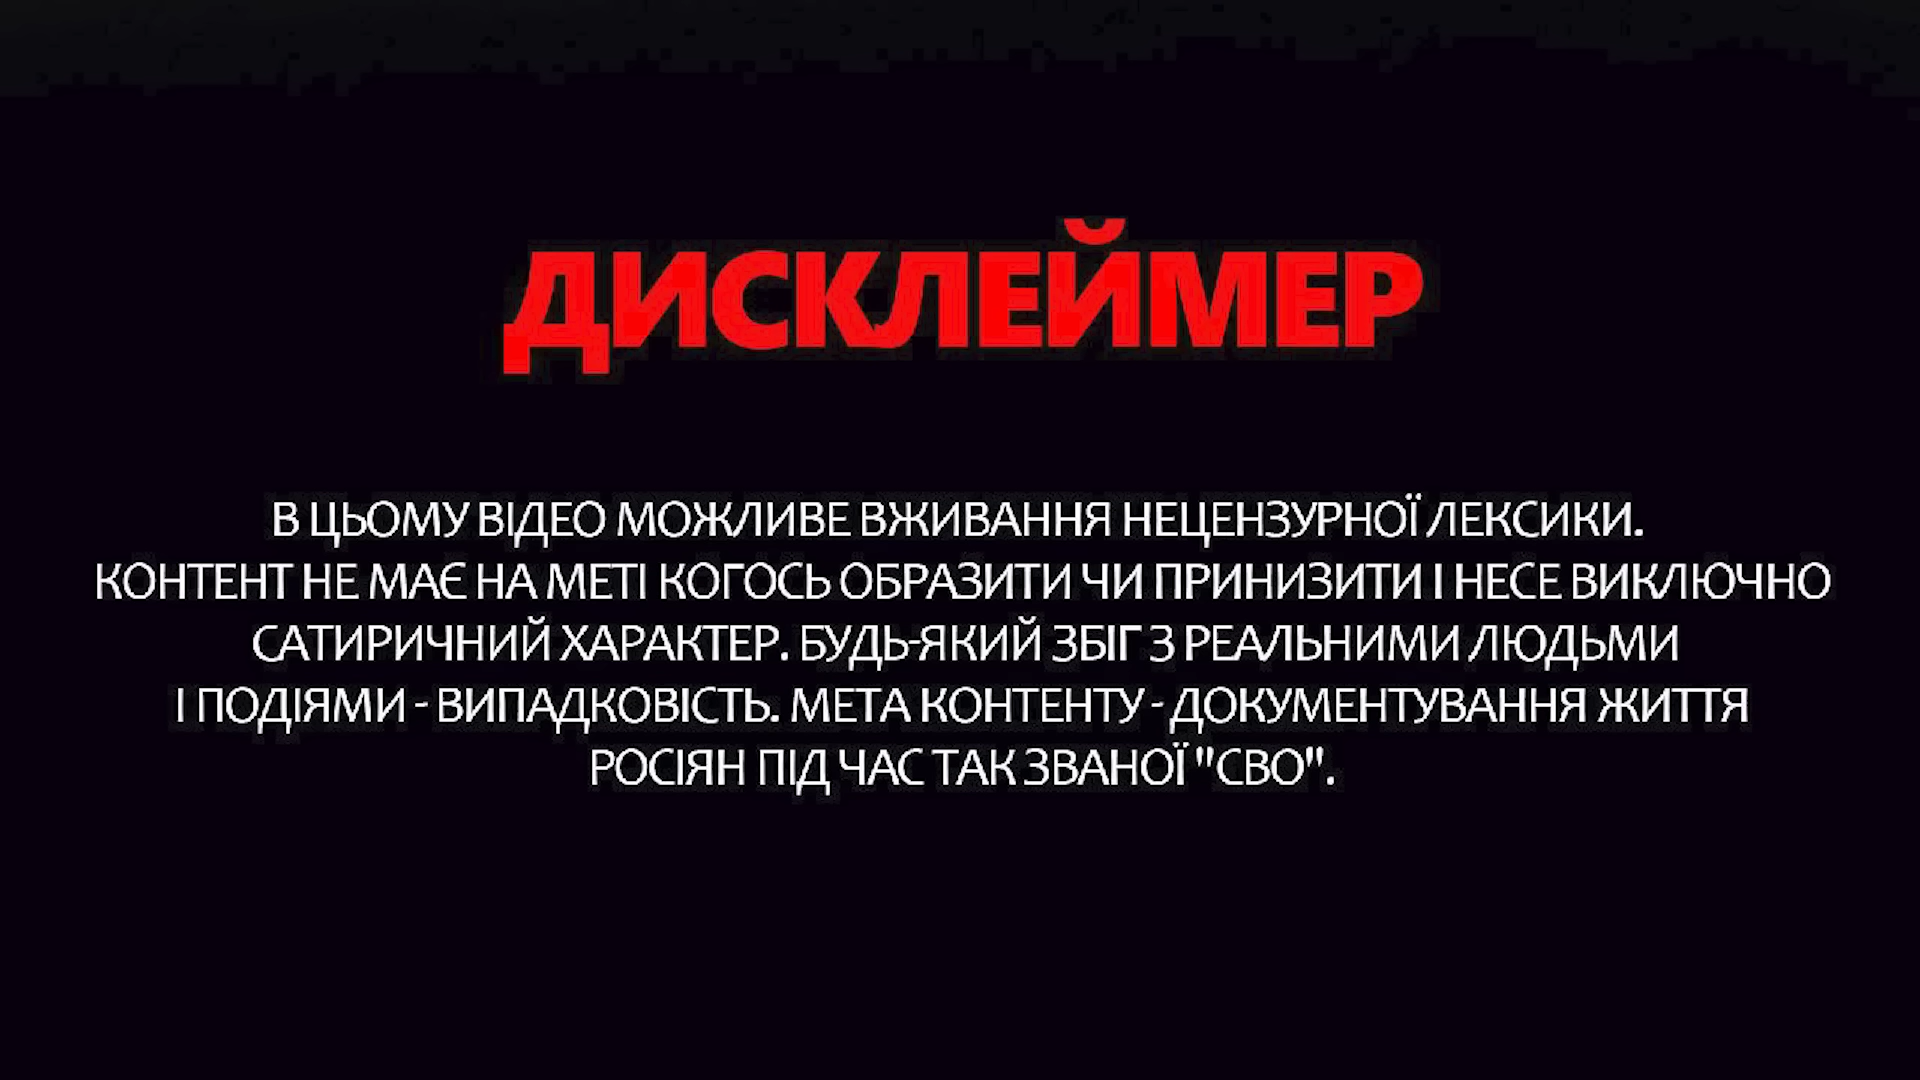 ДИСКЛЕЙМЕР
В ЦЬОМУ ВІДЕО МОЖЛИВЕ ВЖИВАННЯ НЕЦЕНЗУРНОЇ ЛЕКСИКИ.
КОНТЕНТ НЕ МАЄ НА МЕТІ КОГОСЬ ОБРАЗИТИ ЧИ ПРИНИЗИТИ І НЕСЕ ВИКЛЮЧНО
САТИРИЧНИЙ ХАРАКТЕР. БУДЬ-ЯКИЙ ЗБІГ З РЕАЛЬНИМИ ЛЮДЬМИ
І ПОДІЯМИ - ВИПАДКОВІСТЬ. МЕТА КОНТЕНТУ - ДОКУМЕНТУВАННЯ ЖИТТЯ
РОСІЯН ПІД ЧАС ТАК ЗВАНОЇ "СВО".